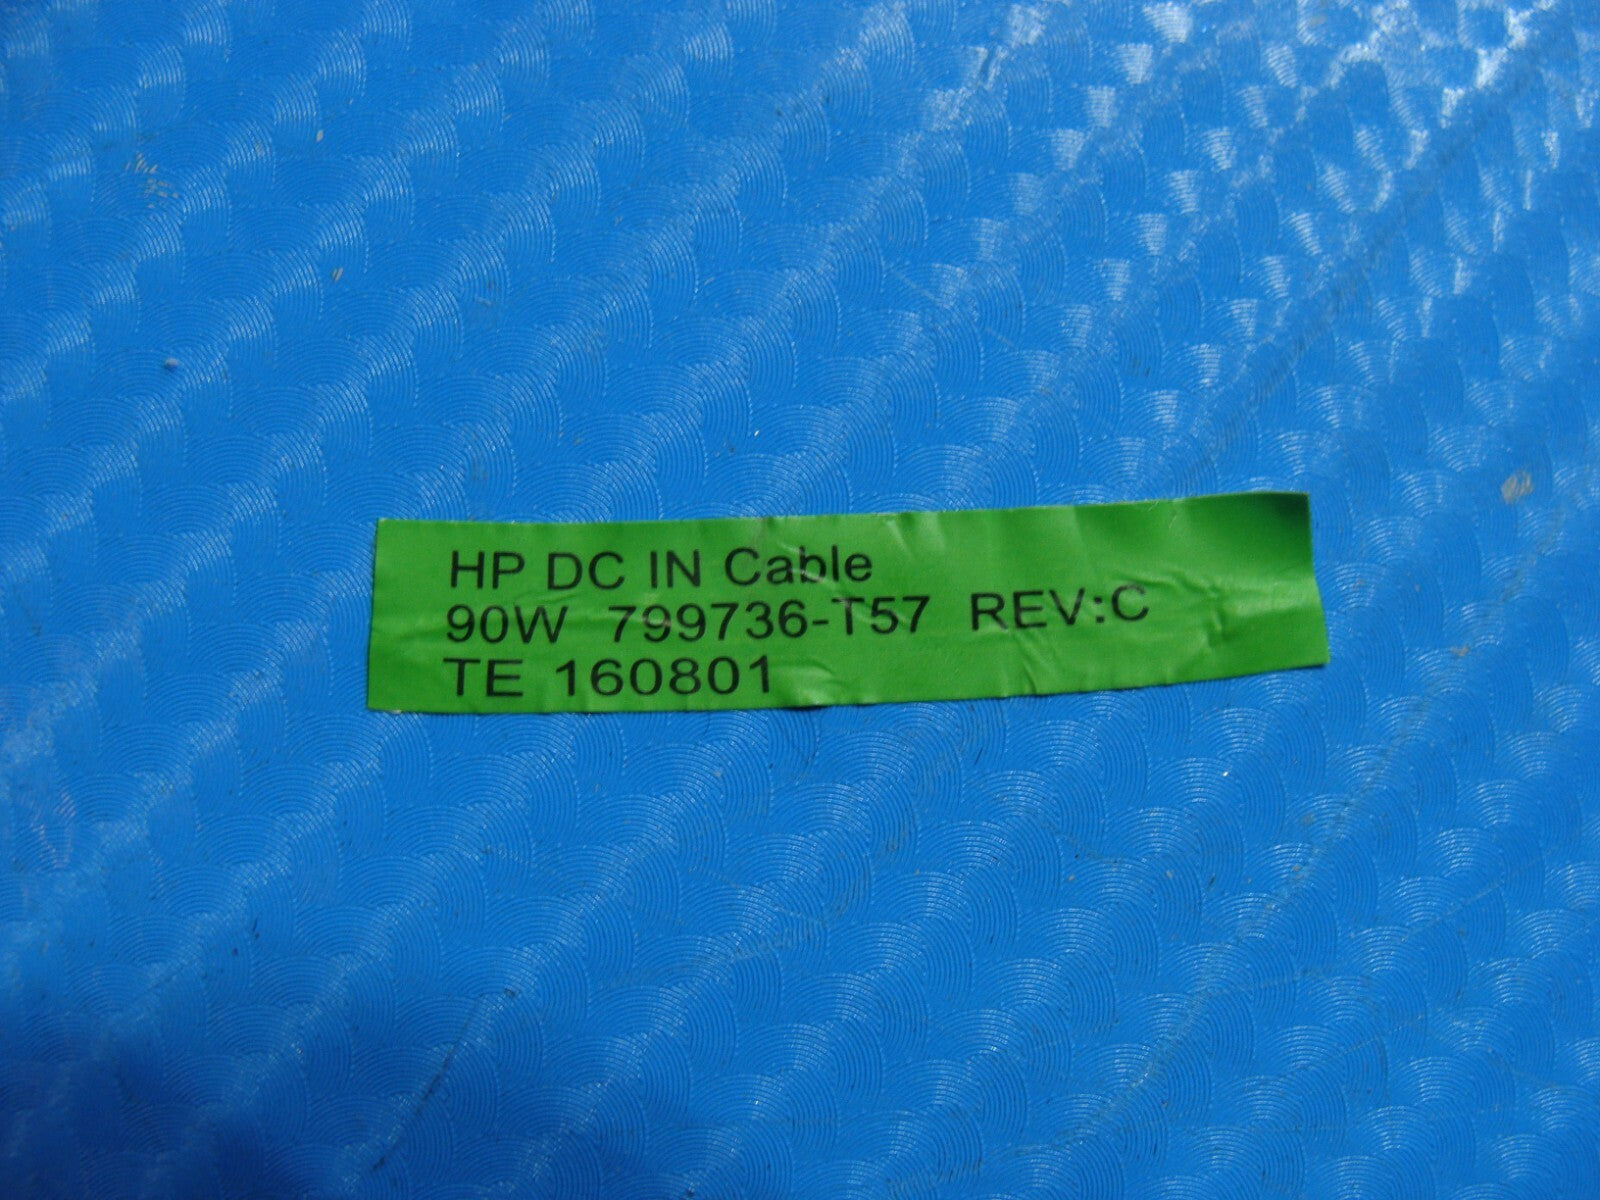 HP DC IN Cable
90W 799736-T57 REV:C
TE 160801